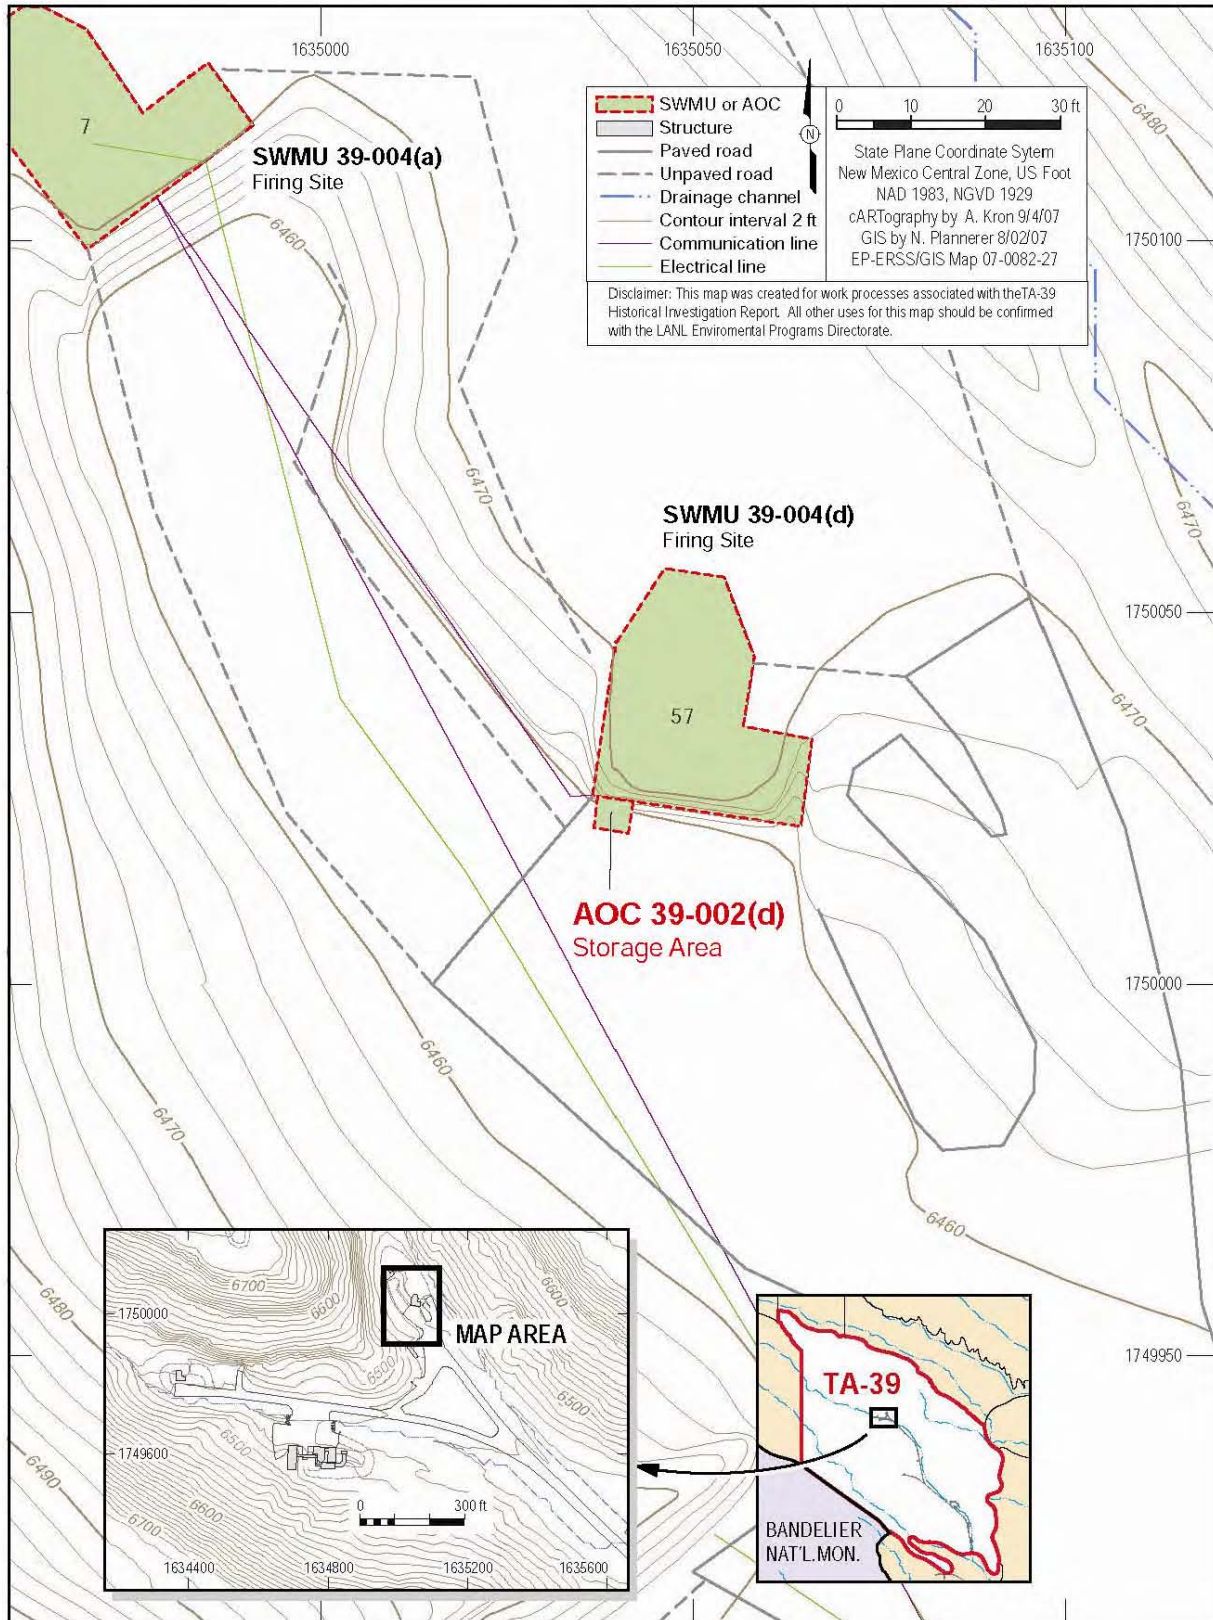 1635000
1635050
1635100
6480
SWMU or AOC
Structure
Paved road
Unpaved road
Drainage channel
Contour interval 2 ft
Communication line
Electrical line
N
0 10 20 30 ft
State Plane Coordinate Sytem
New Mexico Central Zone, US Foot
NAD 1983, NGVD 1929
cARTography by A. Kron 9/4/07
GIS by N. Plannerer 8/02/07
EP-ERSS/GIS Map 07-0082-27
Disclaimer: This map was created for work processes associated with theTA-39
Historical Investigation Report. All other uses for this map should be confirmed
with the LANL Enviromental Programs Directorate.
7
SWMU 39-004(a)
Firing Site
6460
1750100
6470
6470
SWMU 39-004(d)
Firing Site
1750050
57
6470
AOC 39-002(d)
Storage Area
1750000
6460
6470
6460
6480
6490
1749950
6700
6600
6600
1750000
MAP AREA
6500
6500
6500
1749600
6600
6700
0 300 ft
1634400
1634800
1635200
1635600
TA-39
BANDELIER
NAT'L.MON.